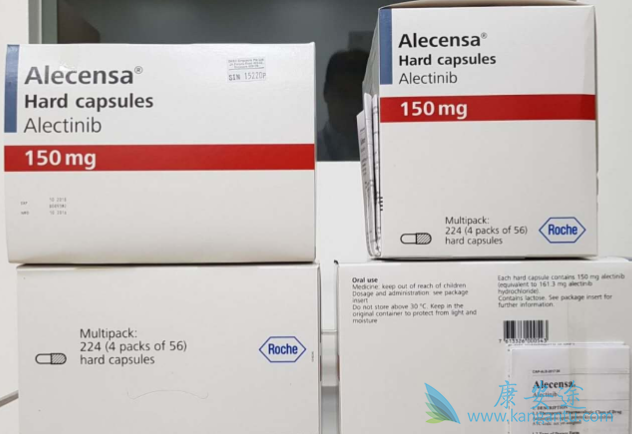 Alecensa®
Hard capsules
Alectinib
150 mg
Alecensa®
Hard capsules
Alectinib
150 mg
Multipack:
224 (4 packs of 56)
hard capsules
Roche
Multipack:
224 (4 packs of 56)
hard capsules
Roche
Oral use
Medicine: keep out of reach of children
Dosage and administration: see package
insert
Do not store above 30 °C. Keep in the
original container to protect from light and
moisture
Each hard capsule contains 150 mg alectinib
(equivalent to 161.3 mg alectinib
hydrochloride).
Contains lactose. See package insert for
further information.
Alecensa®
康安途